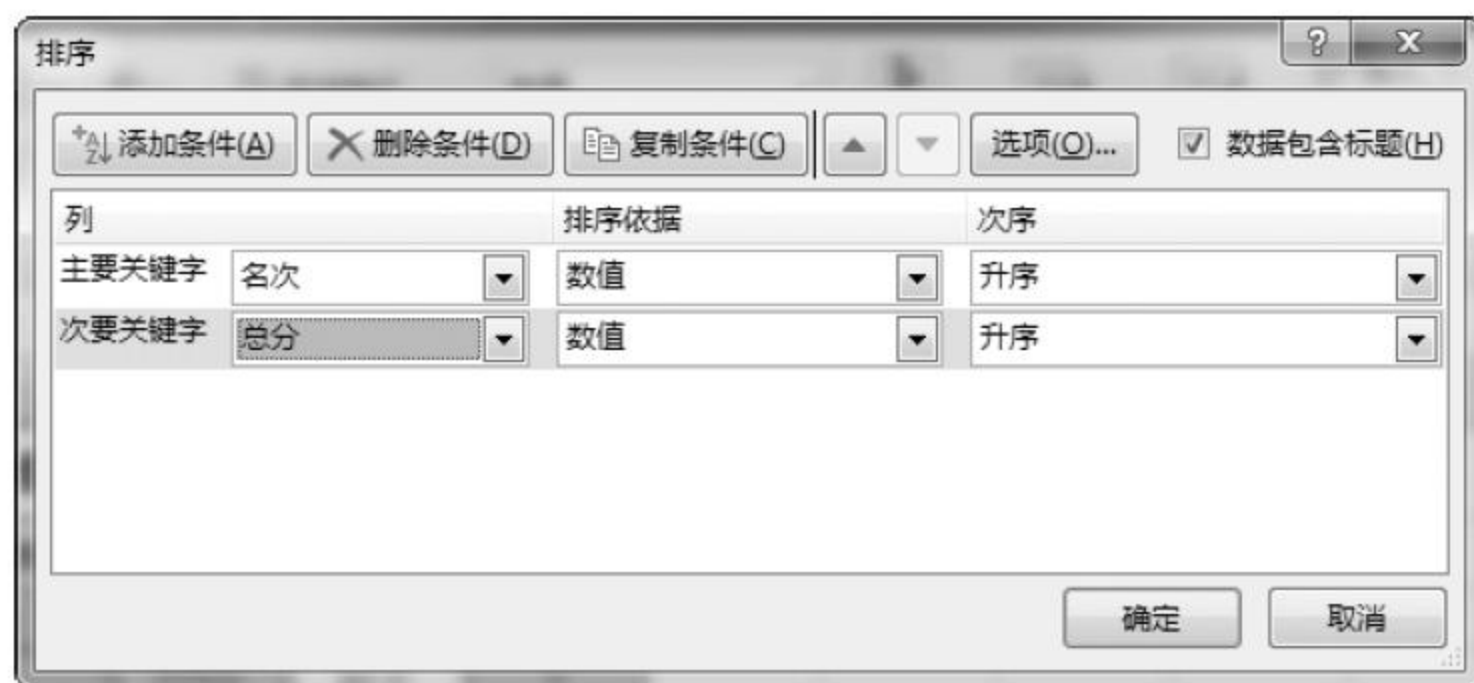 排序
添加条件(A) 删除条件(D) 复制条件(C) 选项(O)... 数据包含标题(H)
列 排序依据 次序
主要关键字 名次 数值 升序
次要关键字 总分 数值 升序
确定 取消